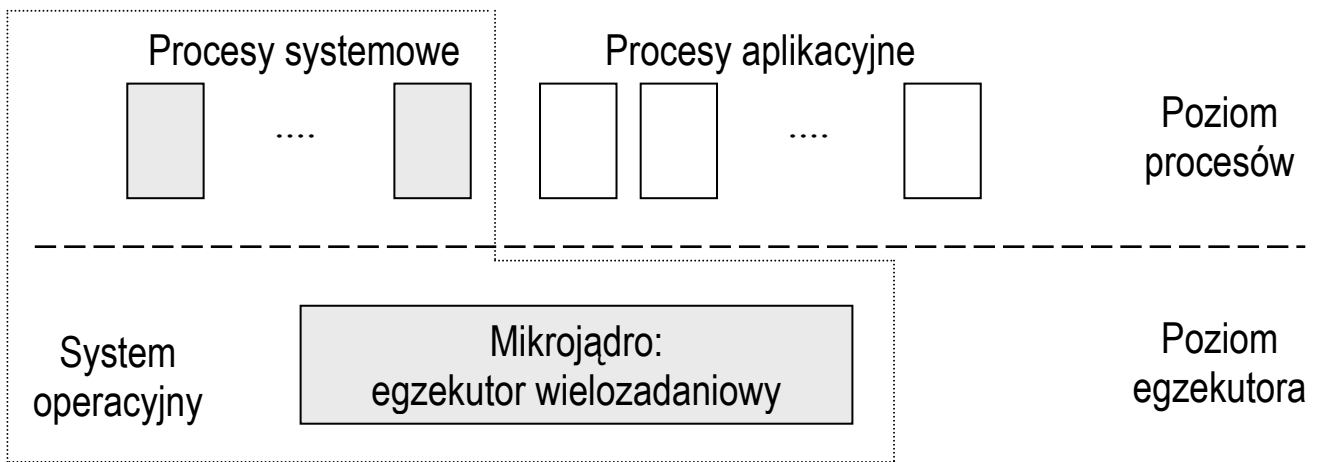 Procesy systemowe
Procesy aplikacyjne
....
....
Poziom
procesów
System
operacyjny
Mikrojądro:
egzekutor wielozadaniowy
Poziom
egzekutora